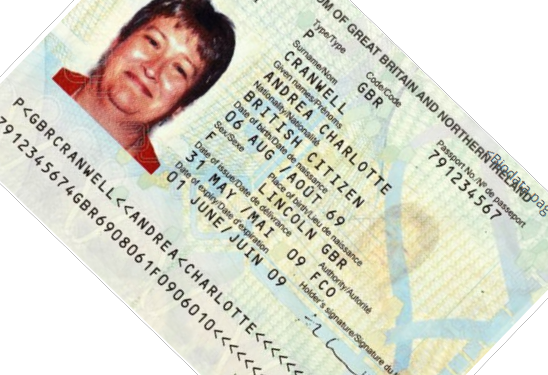 OM OF GREAT BRITAIN AND NORTHERN IRELAND
Type/Type
P
Code/Code
GBR
Passport No./Nº de passeport
791234567
Surname/Nom
CRANWELL
Given names/Prénoms
ANDREA CHARLOTTE
Nationality/Nationalité
BRITISH CITIZEN
Date of birth/Date de naissance
06 AUG /AOÛT 69
Sex/Sexe
F
Place of birth/Lieu de naissance
LINCOLN GBR
Date of issue/Date de délivrance
31 MAY /MAI 09
Authority/Autorité
FCO
Date of expiry/Date d'expiration
01 JUNE/JUIN 09
Holder's signature/Signature du
P<GBRCRANWELL<<ANDREA<CHARLOTTE<<<<<<
7912345674GBR6908061F0906010<<<<<<